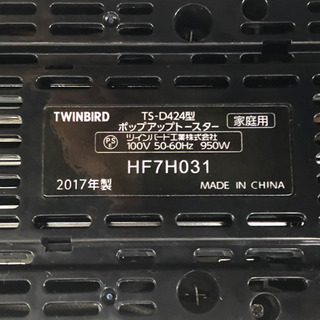 TWINBIRD TS-D424型 家庭用
ポップアップトースター
PS ツインバード工業株式会社
100V 50-60Hz 950W
HF7H031
2017年製 MADE IN CHINA